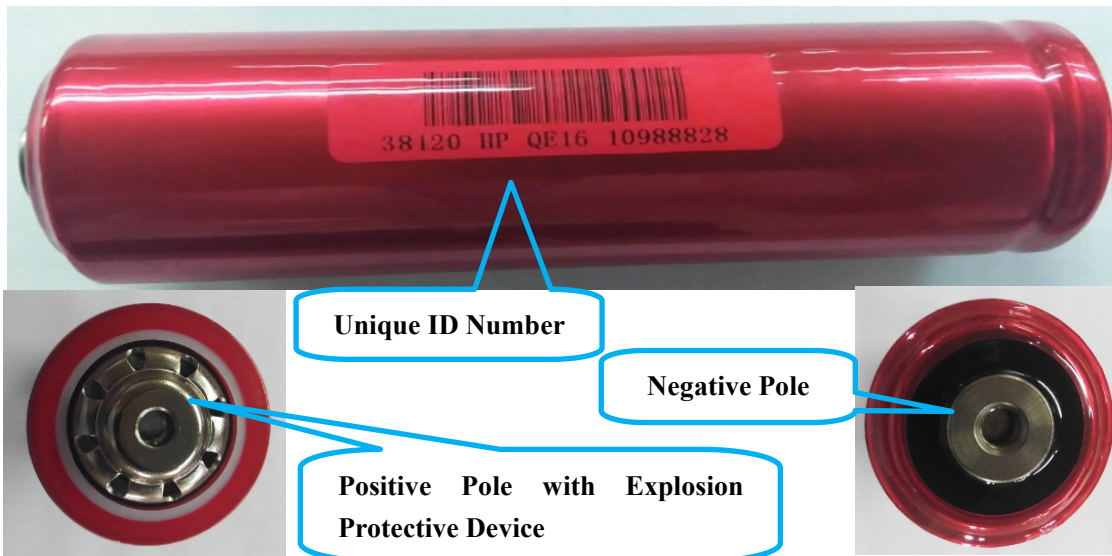 38120 HP QE16 10988828
Unique ID Number
Negative Pole
Positive Pole with Explosion
Protective Device